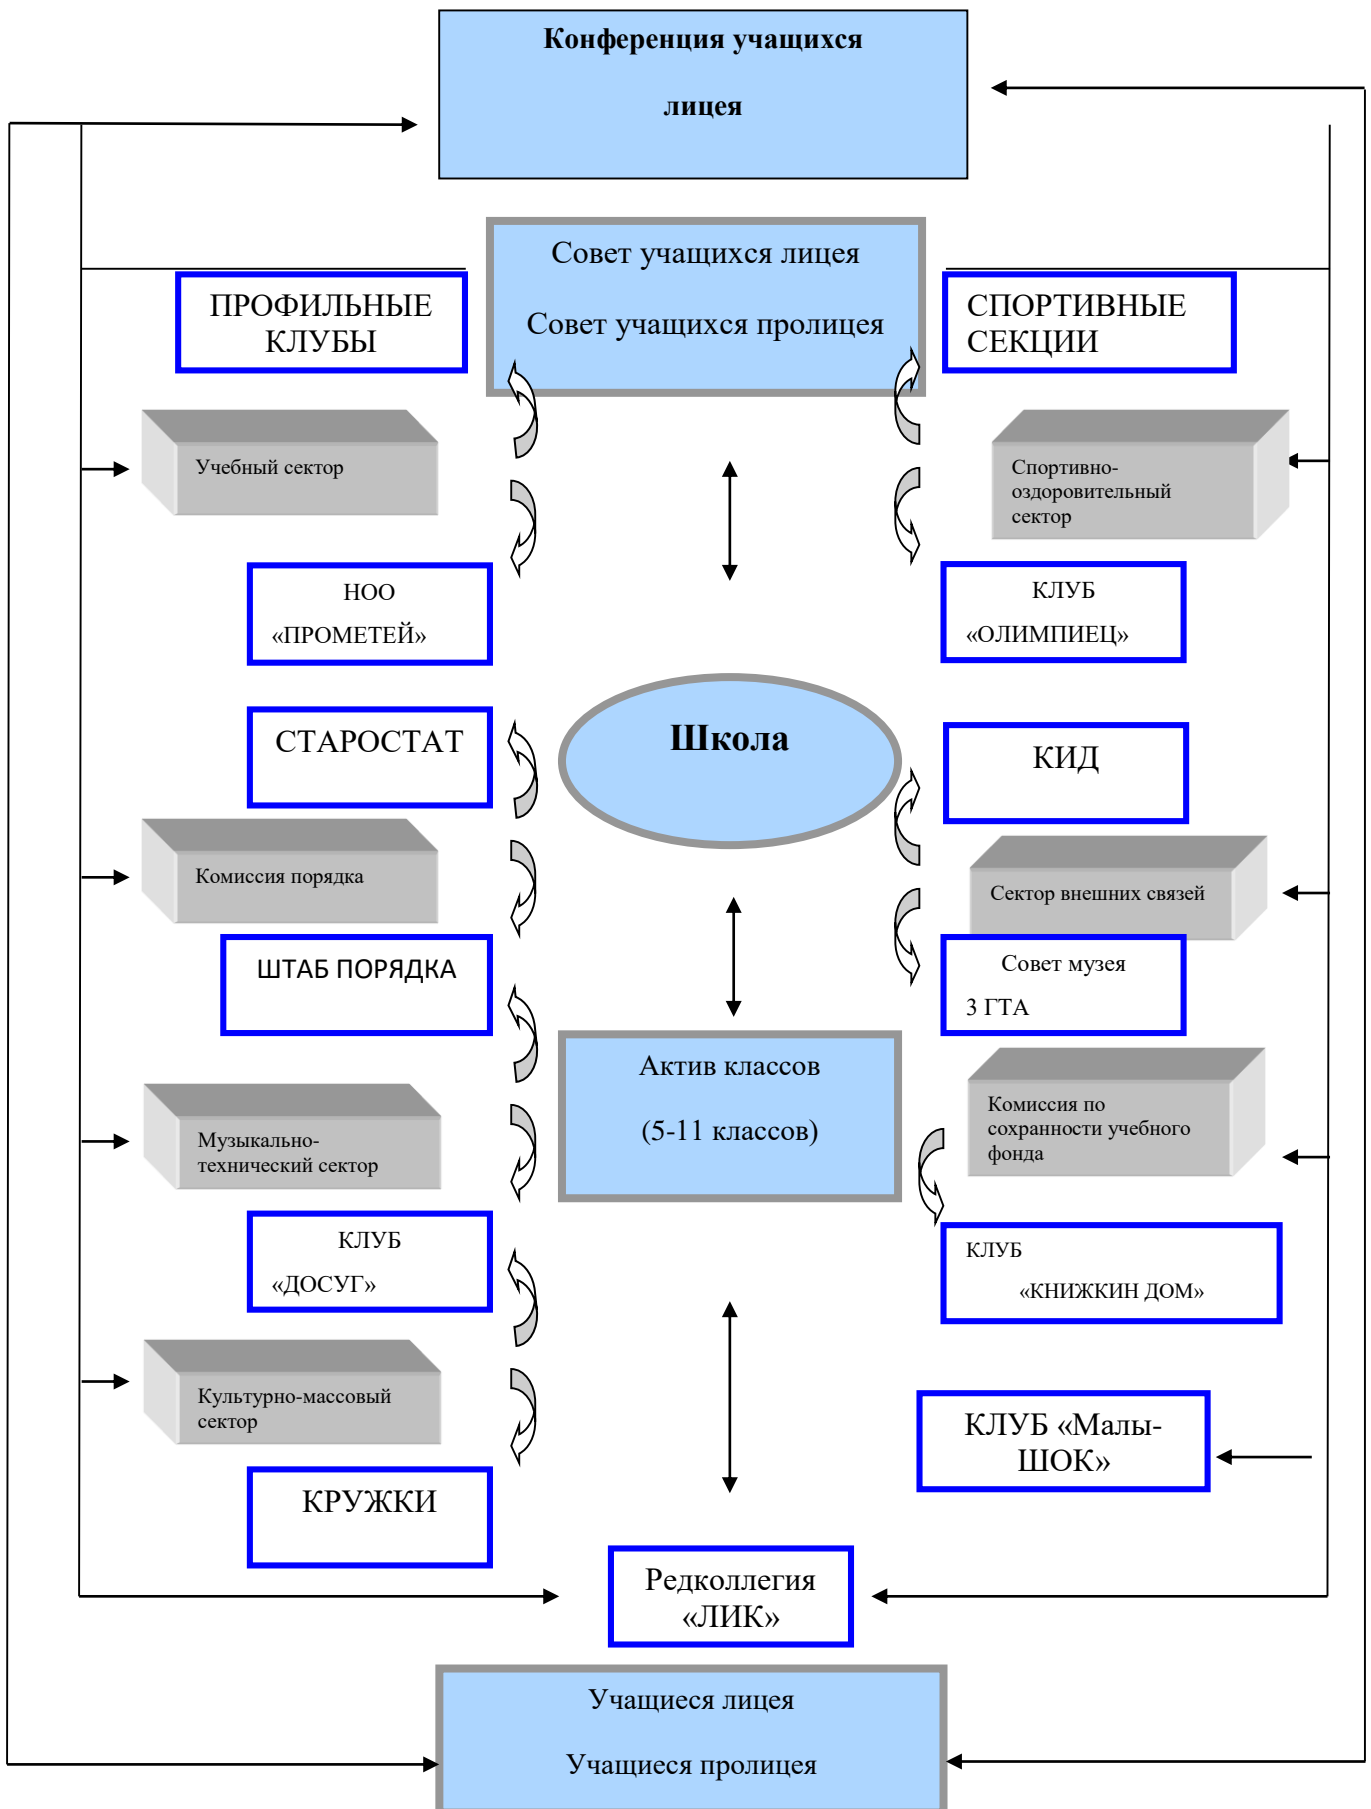 Конференция учащихся
лицея
Совет учащихся лицея
Совет учащихся пролицея
ПРОФИЛЬНЫЕ
КЛУБЫ
СПОРТИВНЫЕ
СЕКЦИИ
Учебный сектор
Спортивно-
оздоровительный
сектор
НОО
«ПРОМЕТЕЙ»
КЛУБ
«ОЛИМПИЕЦ»
СТАРОСТАТ
Школа
КИД
Комиссия порядка
Сектор внешних связей
ШТАБ ПОРЯДКА
Совет музея
3 ГТА
Актив классов
(5-11 классов)
Комиссия по
сохранности учебного
фонда
Музыкально-
технический сектор
КЛУБ
«ДОСУГ»
КЛУБ
«КНИЖКИН ДОМ»
Культурно-массовый
сектор
КЛУБ «Малы-
ШОК»
КРУЖКИ
Редколлегия
«ЛИК»
Учащиеся лицея
Учащиеся пролицея